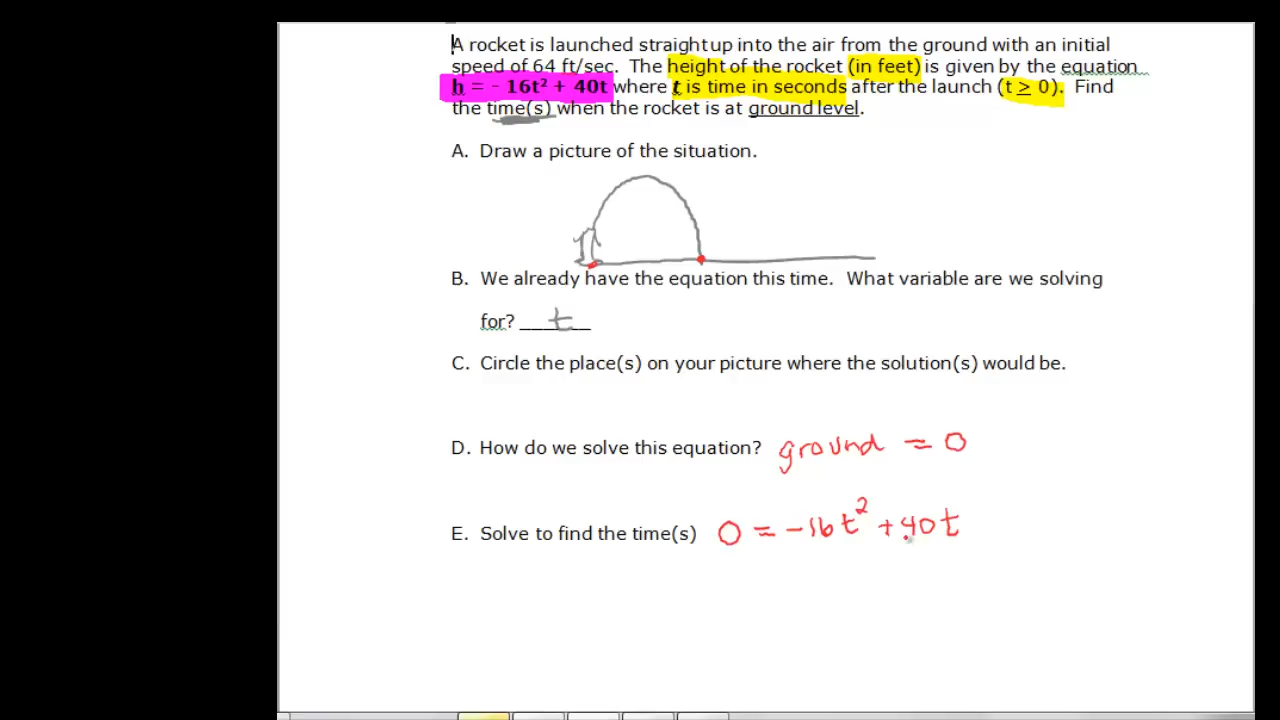 A rocket is launched straight up into the air from the ground with an initial
speed of 64 ft/sec. The height of the rocket (in feet) is given by the equation
h = - 16t² + 40t where t is time in seconds after the launch (t ≥ 0). Find
the time(s) when the rocket is at ground level.
A. Draw a picture of the situation.
B. We already have the equation this time. What variable are we solving
for? ______ t
C. Circle the place(s) on your picture where the solution(s) would be.
D. How do we solve this equation? ground = 0
E. Solve to find the time(s) 0 = -16t² + 40t